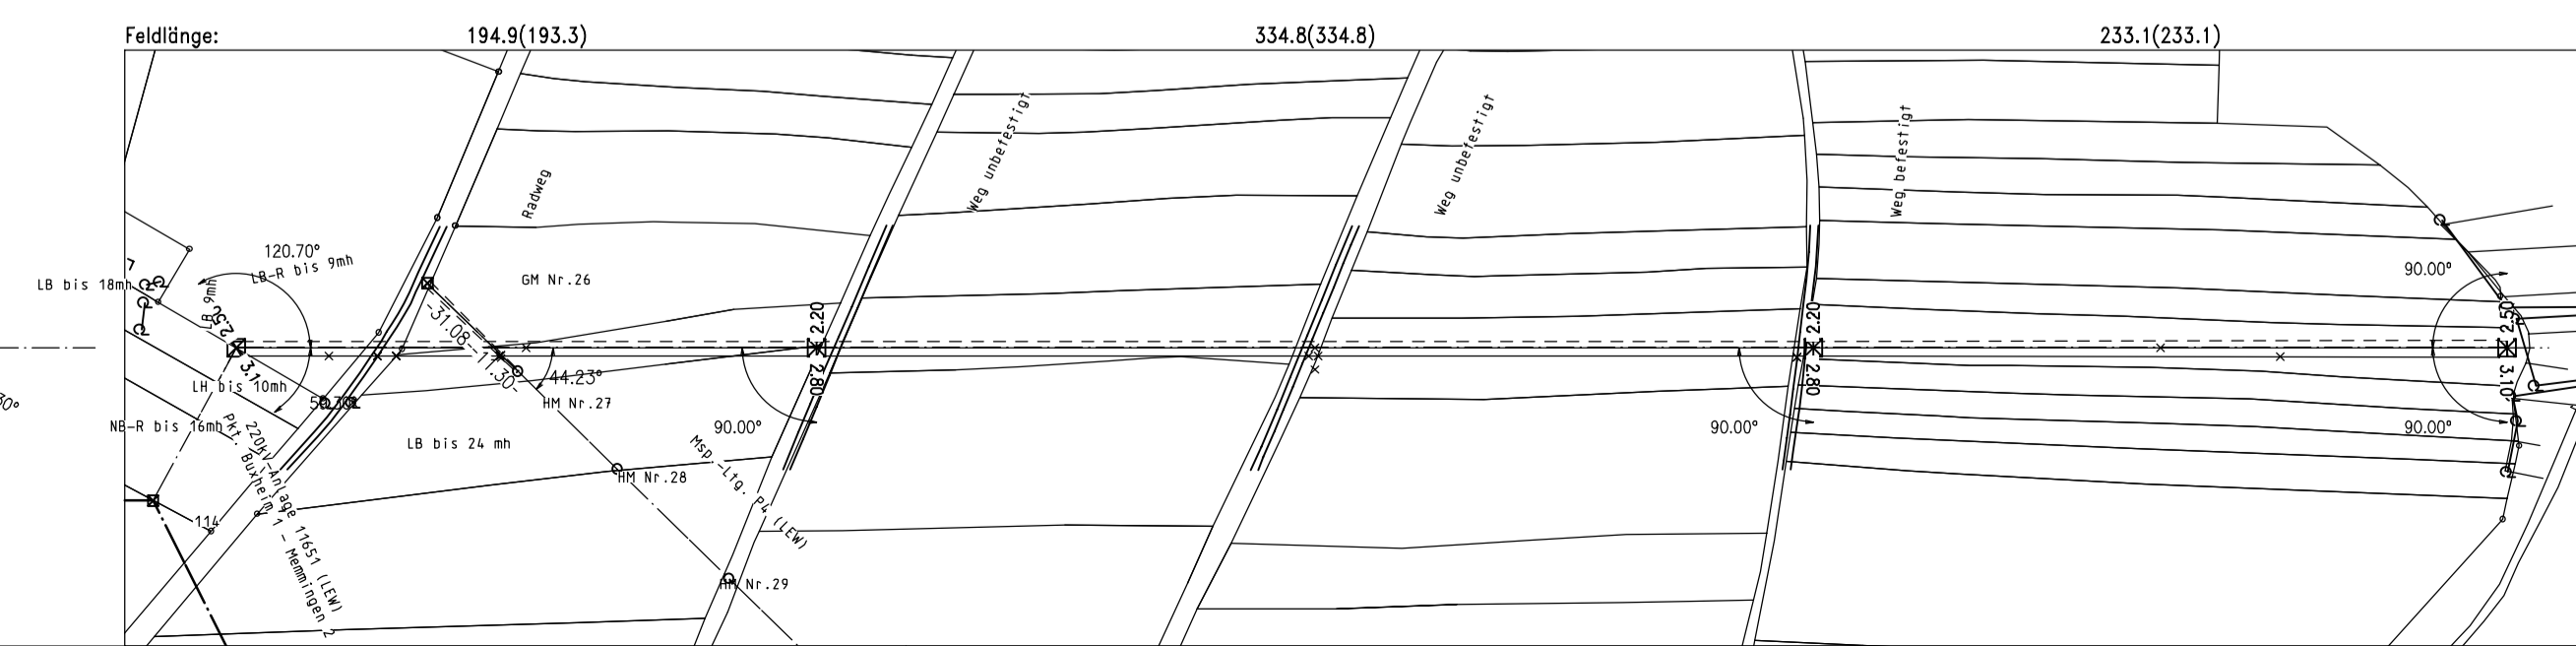 Feldlänge:
194.9(193.3)
334.8(334.8)
233.1(233.1)
Radweg
Weg unbefestigt
Weg unbefestigt
Weg befestigt
120.70°
LB-R bis 9mh
LB bis 18mh
GM Nr.26
90.00°
2.50
3.1
-31.08-
-11.30-
2.20
2.80
2.20
2.80
2.50
3.10
44.23°
LH bis 10mh
HM Nr.27
NB-R bis 16mh
LB bis 24 mh
90.00°
90.00°
90.00°
HM Nr.28
Msp.-Ltg. P4 (LEW)
220kV-Anlage 11651 (LEW)
Pkt. Buxheim 1 - Memmingen 2
114
HM Nr.29